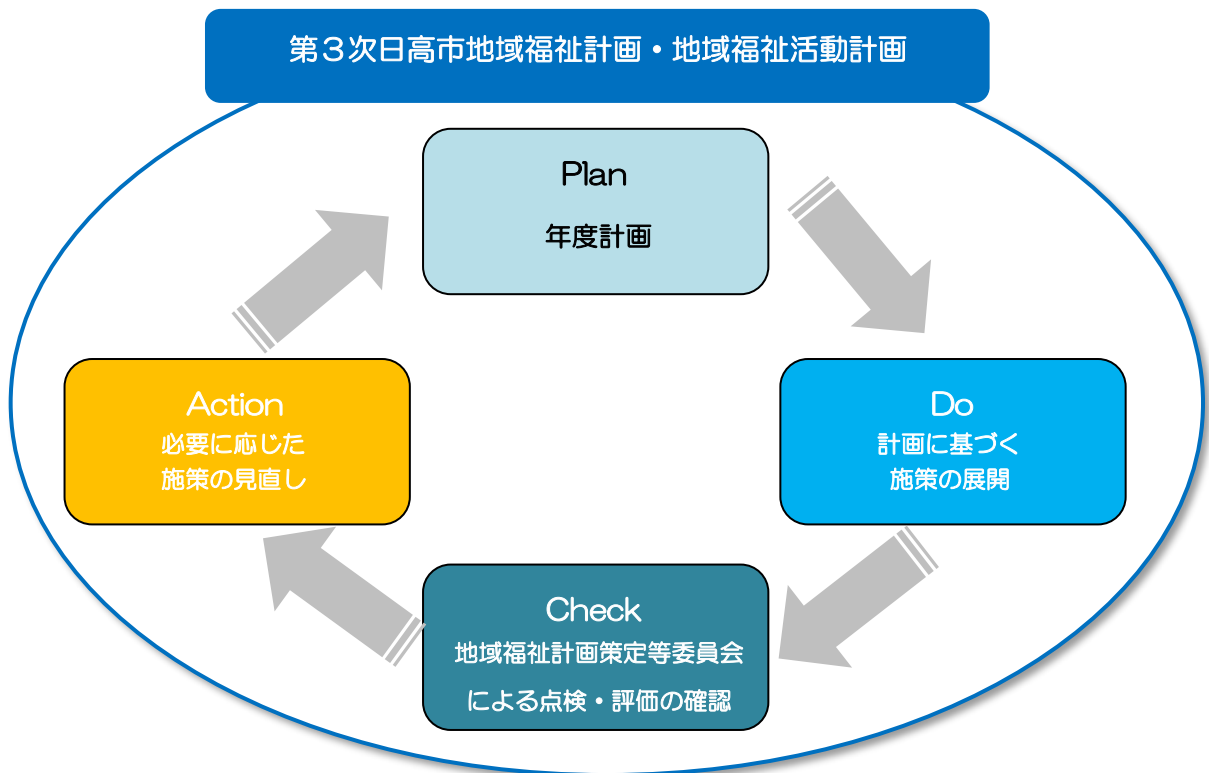 第３次日高市地域福祉計画・地域福祉活動計画
Plan
年度計画
Action
必要に応じた
施策の見直し
Do
計画に基づく
施策の展開
Check
地域福祉計画策定等委員会
による点検・評価の確認